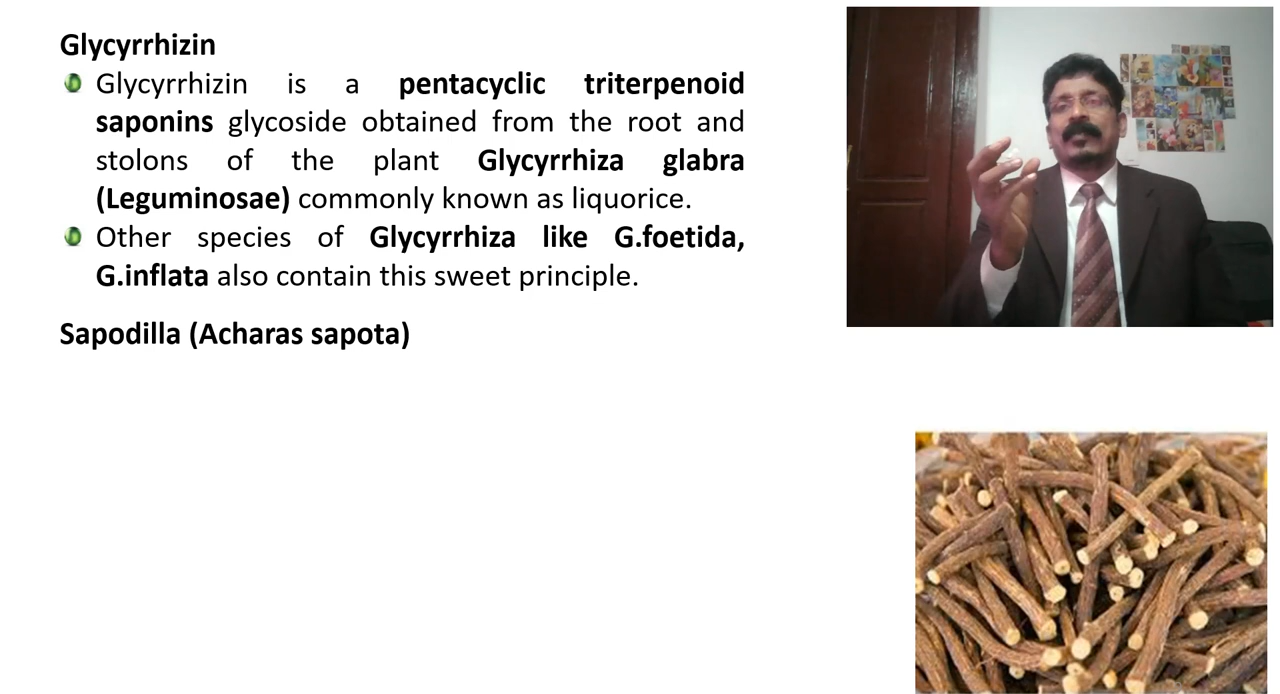 Glycyrrhizin
Glycyrrhizin is a pentacyclic triterpenoid
saponins glycoside obtained from the root and
stolons of the plant Glycyrrhiza glabra
(Leguminosae) commonly known as liquorice.
Other species of Glycyrrhiza like G.foetida,
G.inflata also contain this sweet principle.
Sapodilla (Acharas sapota)